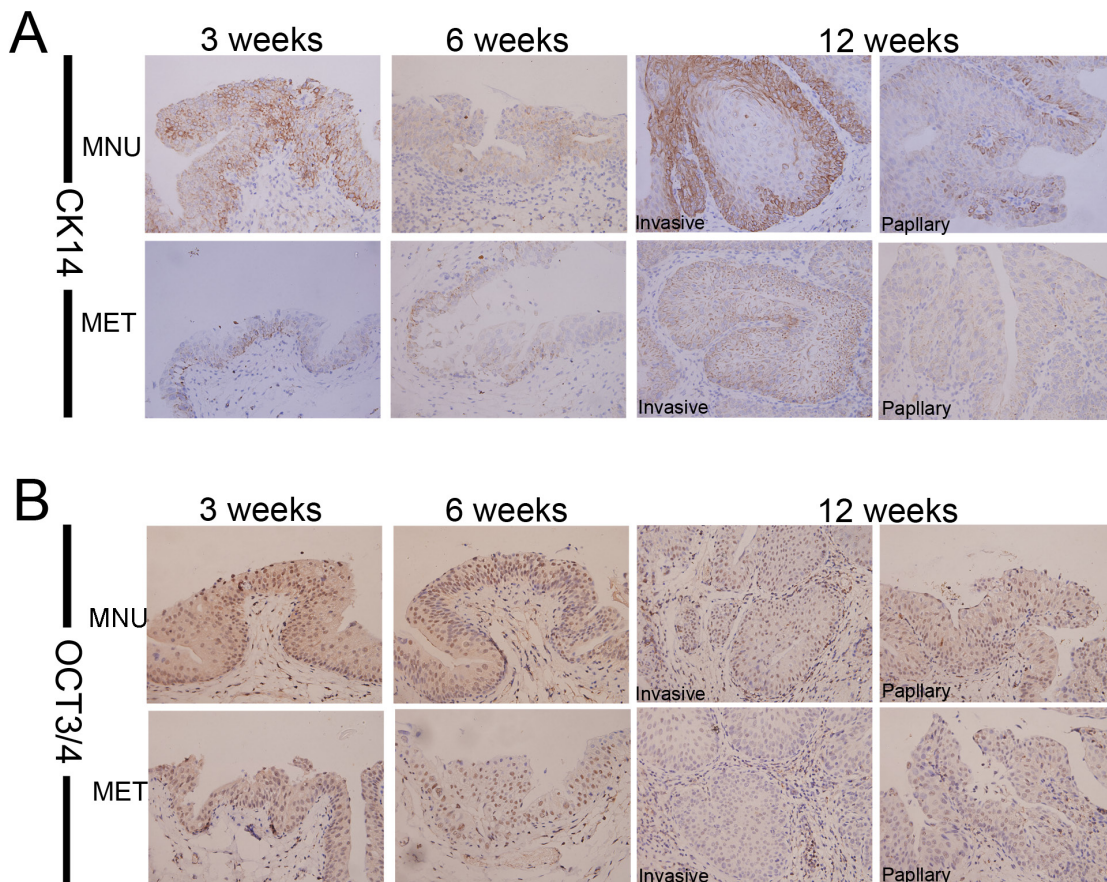 A
3 weeks 6 weeks 12 weeks
MNU
CK14
Invasive Papllary
MET
Invasive Papllary
B
3 weeks 6 weeks 12 weeks
MNU
OCT3/4
Invasive Papllary
MET
Invasive Papllary